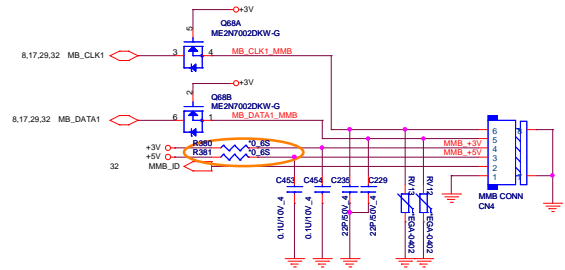 +3V
Q68A
ME2N7002DKW-G
5
8,17,29,32 MB_CLK1 3 4 MB_CLK1_MMB
+3V
2
Q68B
ME2N7002DKW-G
8,17,29,32 MB_DATA1 6 1 MB_DATA1_MMB
+3V R380 *0_6S MMB_+3V
+5V R381 *0_6S MMB_+5V
32 MMB_ID
6
5
4
3
2
1
MMB CONN
CN4
C453 C454 C235 C229
0.1U/10V_4
0.1U/10V_4
22P/50V_4
22P/50V_4
*EGA-0402
*EGA-0402